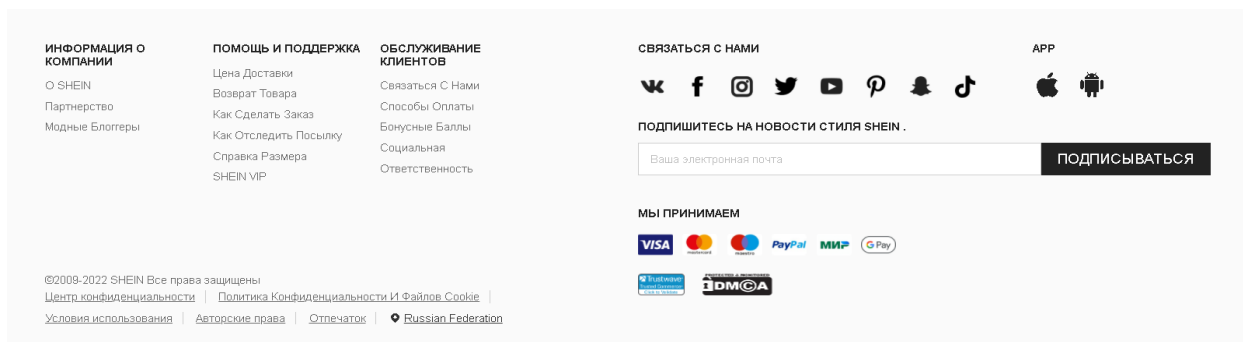 ИНФОРМАЦИЯ О
КОМПАНИИ
О SHEIN
Партнерство
Модные Блоггеры
ПОМОЩЬ И ПОДДЕРЖКА
Цена Доставки
Возврат Товара
Как Сделать Заказ
Как Отследить Посылку
Справка Размера
SHEIN VIP
ОБСЛУЖИВАНИЕ
КЛИЕНТОВ
Связаться С Нами
Способы Оплаты
Бонусные Баллы
Социальная
Ответственность
СВЯЗАТЬСЯ С НАМИ
APP
ПОДПИШИТЕСЬ НА НОВОСТИ СТИЛЯ SHEIN .
Ваша электронная почта
ПОДПИСЫВАТЬСЯ
МЫ ПРИНИМАЕМ
VISA mastercard maestro PayPal МИР G Pay
Trustwave
DMCA
©2009-2022 SHEIN Все права защищены
Центр конфиденциальности | Политика Конфиденциальности И Файлов Cookie |
Условия использования | Авторские права | Отпечаток | Russian Federation